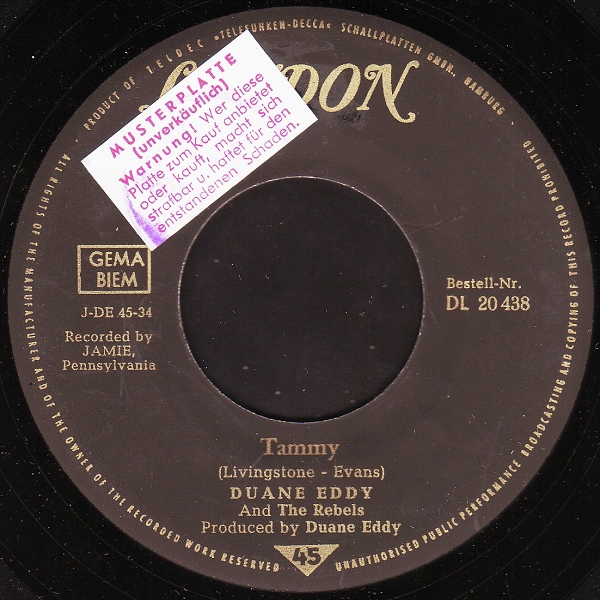 PRODUCT OF TELDEC »TELEFUNKEN-DECCA« SCHALLPLATTEN GMBH., HAMBURG
MUSTERPLATTE
(unverkäuflich)
Warnung! Wer diese
Platte zum Kauf anbietet
oder kauft, macht sich
strafbar u. haftet für den
entstandenen Schaden.
GEMA
BIEM
J-DE 45-34
Recorded by
JAMIE,
Pennsylvania
Bestell-Nr.
DL 20 438
Tammy
(Livingstone - Evans)
DUANE EDDY
And The Rebels
Produced by Duane Eddy
45
ALL RIGHTS OF THE MANUFACTURER AND OF THE OWNER OF THE RECORDED WORK RESERVED
UNAUTHORISED PUBLIC PERFORMANCE BROADCASTING AND COPYING OF THIS RECORD PROHIBITED